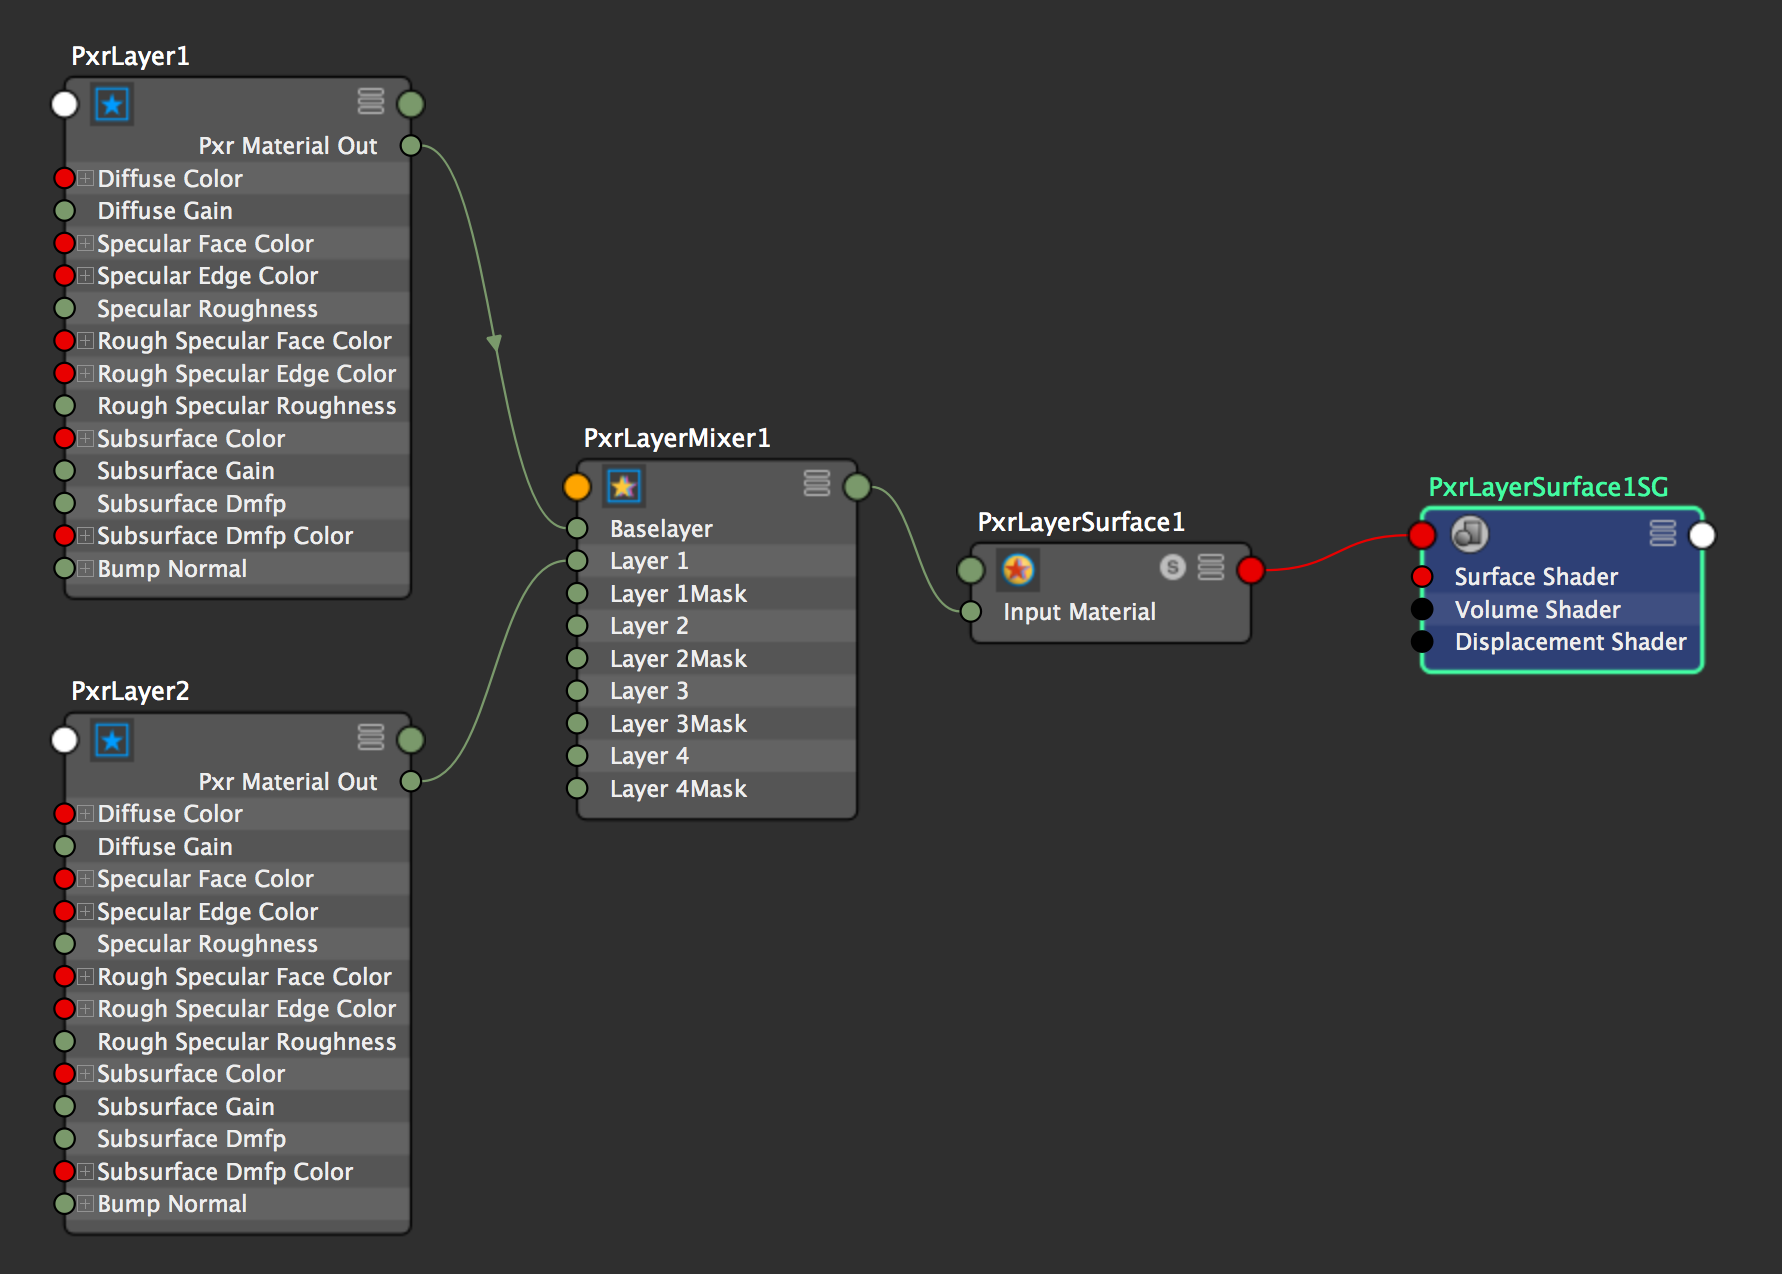 PxrLayer1
Pxr Material Out
Diffuse Color
Diffuse Gain
Specular Face Color
Specular Edge Color
Specular Roughness
Rough Specular Face Color
Rough Specular Edge Color
Rough Specular Roughness
Subsurface Color
Subsurface Gain
Subsurface Dmfp
Subsurface Dmfp Color
Bump Normal
PxrLayer2
Pxr Material Out
Diffuse Color
Diffuse Gain
Specular Face Color
Specular Edge Color
Specular Roughness
Rough Specular Face Color
Rough Specular Edge Color
Rough Specular Roughness
Subsurface Color
Subsurface Gain
Subsurface Dmfp
Subsurface Dmfp Color
Bump Normal
PxrLayerMixer1
Baselayer
Layer 1
Layer 1Mask
Layer 2
Layer 2Mask
Layer 3
Layer 3Mask
Layer 4
Layer 4Mask
PxrLayerSurface1
S
Input Material
PxrLayerSurface1SG
Surface Shader
Volume Shader
Displacement Shader